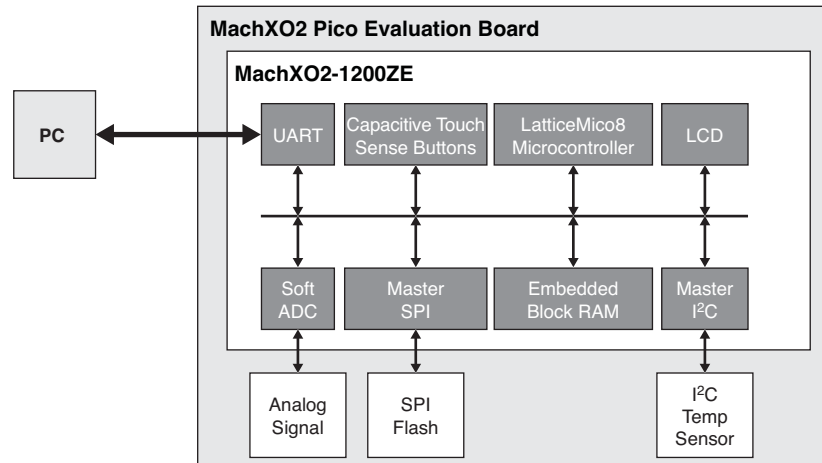 MachXO2 Pico Evaluation Board
MachXO2-1200ZE
PC
UART
Capacitive Touch
Sense Buttons
LatticeMico8
Microcontroller
LCD
Soft
ADC
Master
SPI
Embedded
Block RAM
Master
I²C
Analog
Signal
SPI
Flash
I²C
Temp
Sensor